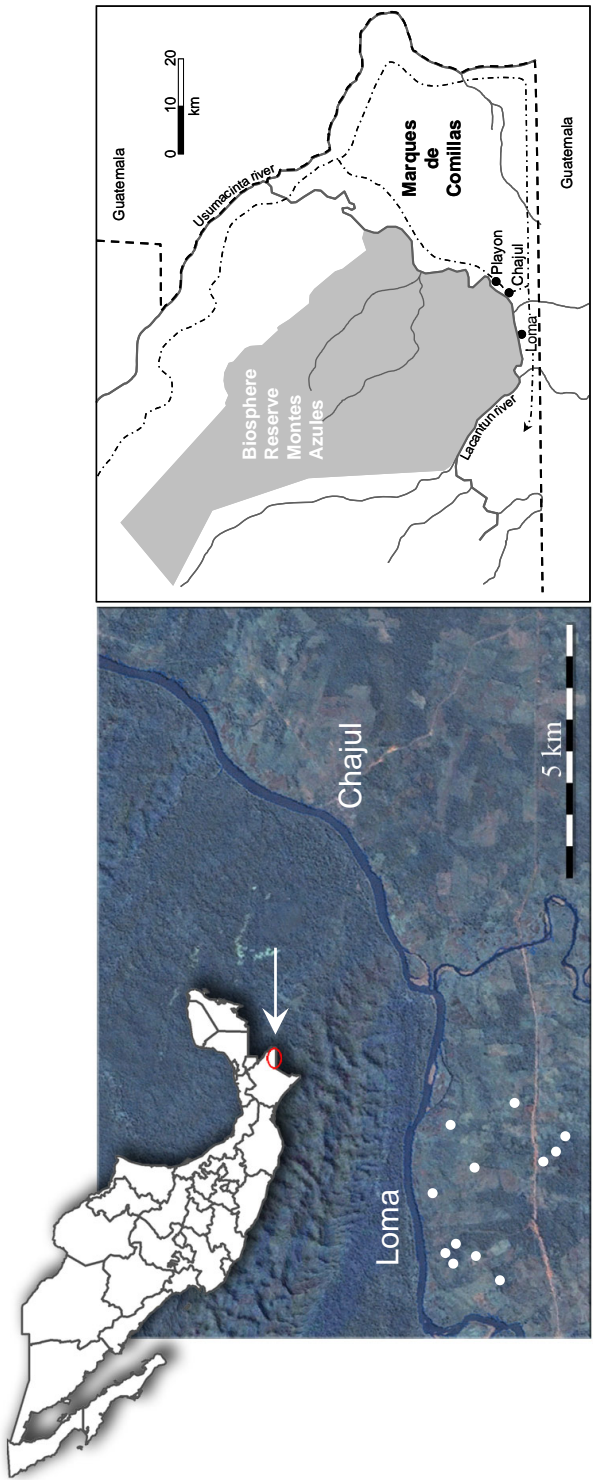 Guatemala
Usumacinta river
0 10 20
km
Marques
de
Comillas
Guatemala
Playon
Chajul
Loma
Lacantun river
Biosphere
Reserve
Montes
Azules
Chajul
Loma
5 km